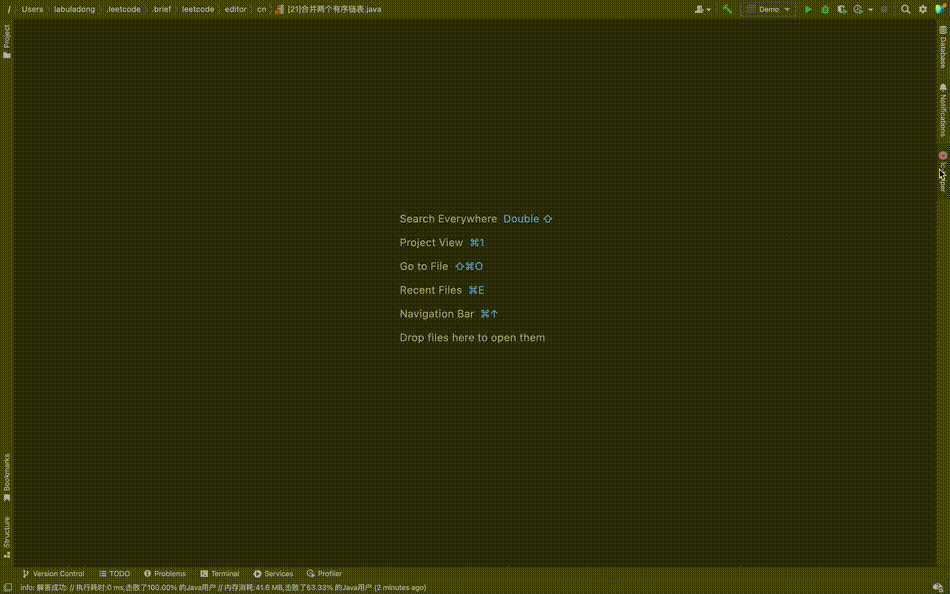 / Users labuladong .leetcode .brief leetcode editor cn [21]合并两个有序链表.java
Demo
Project
Database
Notifications
Search Everywhere Double ⇧
Project View ⌘1
Go to File ⇧⌘O
Recent Files ⌘E
Navigation Bar ⌘↑
Drop files here to open them
Bookmarks
Structure
Version Control TODO Problems Terminal Services Profiler
info: 解答成功: // 执行耗时:0 ms,击败了100.00% 的Java用户 // 内存消耗:41.6 MB,击败了63.33% 的Java用户 (2 minutes ago)